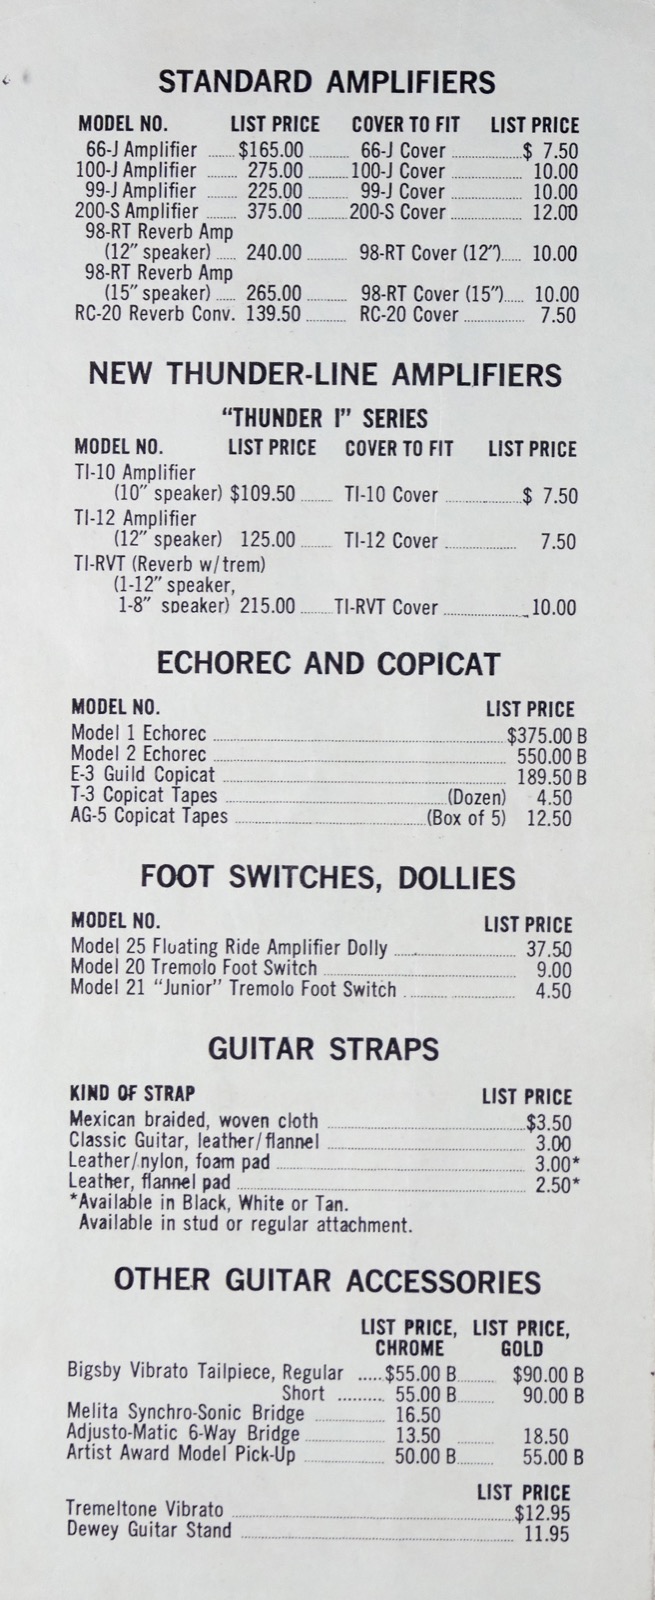 STANDARD AMPLIFIERS
MODEL NO. LIST PRICE COVER TO FIT LIST PRICE
66-J Amplifier ...... $165.00 .......... 66-J Cover .................. $ 7.50
100-J Amplifier ...... 275.00 .......... 100-J Cover .................. 10.00
99-J Amplifier ...... 225.00 .......... 99-J Cover .................. 10.00
200-S Amplifier ...... 375.00 .......... 200-S Cover .................. 12.00
98-RT Reverb Amp
(12" speaker) ..... 240.00 .......... 98-RT Cover (12")..... 10.00
98-RT Reverb Amp
(15" speaker) ..... 265.00 .......... 98-RT Cover (15")..... 10.00
RC-20 Reverb Conv. 139.50 .......... RC-20 Cover ............... 7.50
NEW THUNDER-LINE AMPLIFIERS
"THUNDER I" SERIES
MODEL NO. LIST PRICE COVER TO FIT LIST PRICE
TI-10 Amplifier
(10" speaker) $109.50 ........ TI-10 Cover .................. $ 7.50
TI-12 Amplifier
(12" speaker) 125.00 ........ TI-12 Cover .................. 7.50
TI-RVT (Reverb w/trem)
(1-12" speaker,
1-8" speaker) 215.00 ........ TI-RVT Cover .................. 10.00
ECHOREC AND COPICAT
MODEL NO. LIST PRICE
Model 1 Echorec .................. $375.00 B
Model 2 Echorec .................. 550.00 B
E-3 Guild Copicat .................. 189.50 B
T-3 Copicat Tapes .................. (Dozen) 4.50
AG-5 Copicat Tapes .................. (Box of 5) 12.50
FOOT SWITCHES, DOLLIES
MODEL NO. LIST PRICE
Model 25 Floating Ride Amplifier Dolly .................. 37.50
Model 20 Tremolo Foot Switch .................. 9.00
Model 21 "Junior" Tremolo Foot Switch .................. 4.50
GUITAR STRAPS
KIND OF STRAP LIST PRICE
Mexican braided, woven cloth .................. $3.50
Classic Guitar, leather/flannel .................. 3.00
Leather/nylon, foam pad .................. 3.00*
Leather, flannel pad .................. 2.50*
*Available in Black, White or Tan.
Available in stud or regular attachment.
OTHER GUITAR ACCESSORIES
LIST PRICE, LIST PRICE,
CHROME GOLD
Bigsby Vibrato Tailpiece, Regular ..... $55.00 B.......... $90.00 B
Short .......... 55.00 B.......... 90.00 B
Melita Synchro-Sonic Bridge .......... 16.50
Adjusto-Matic 6-Way Bridge .......... 13.50 .......... 18.50
Artist Award Model Pick-Up .......... 50.00 B.......... 55.00 B
LIST PRICE
Tremeltone Vibrato .................. $12.95
Dewey Guitar Stand .................. 11.95